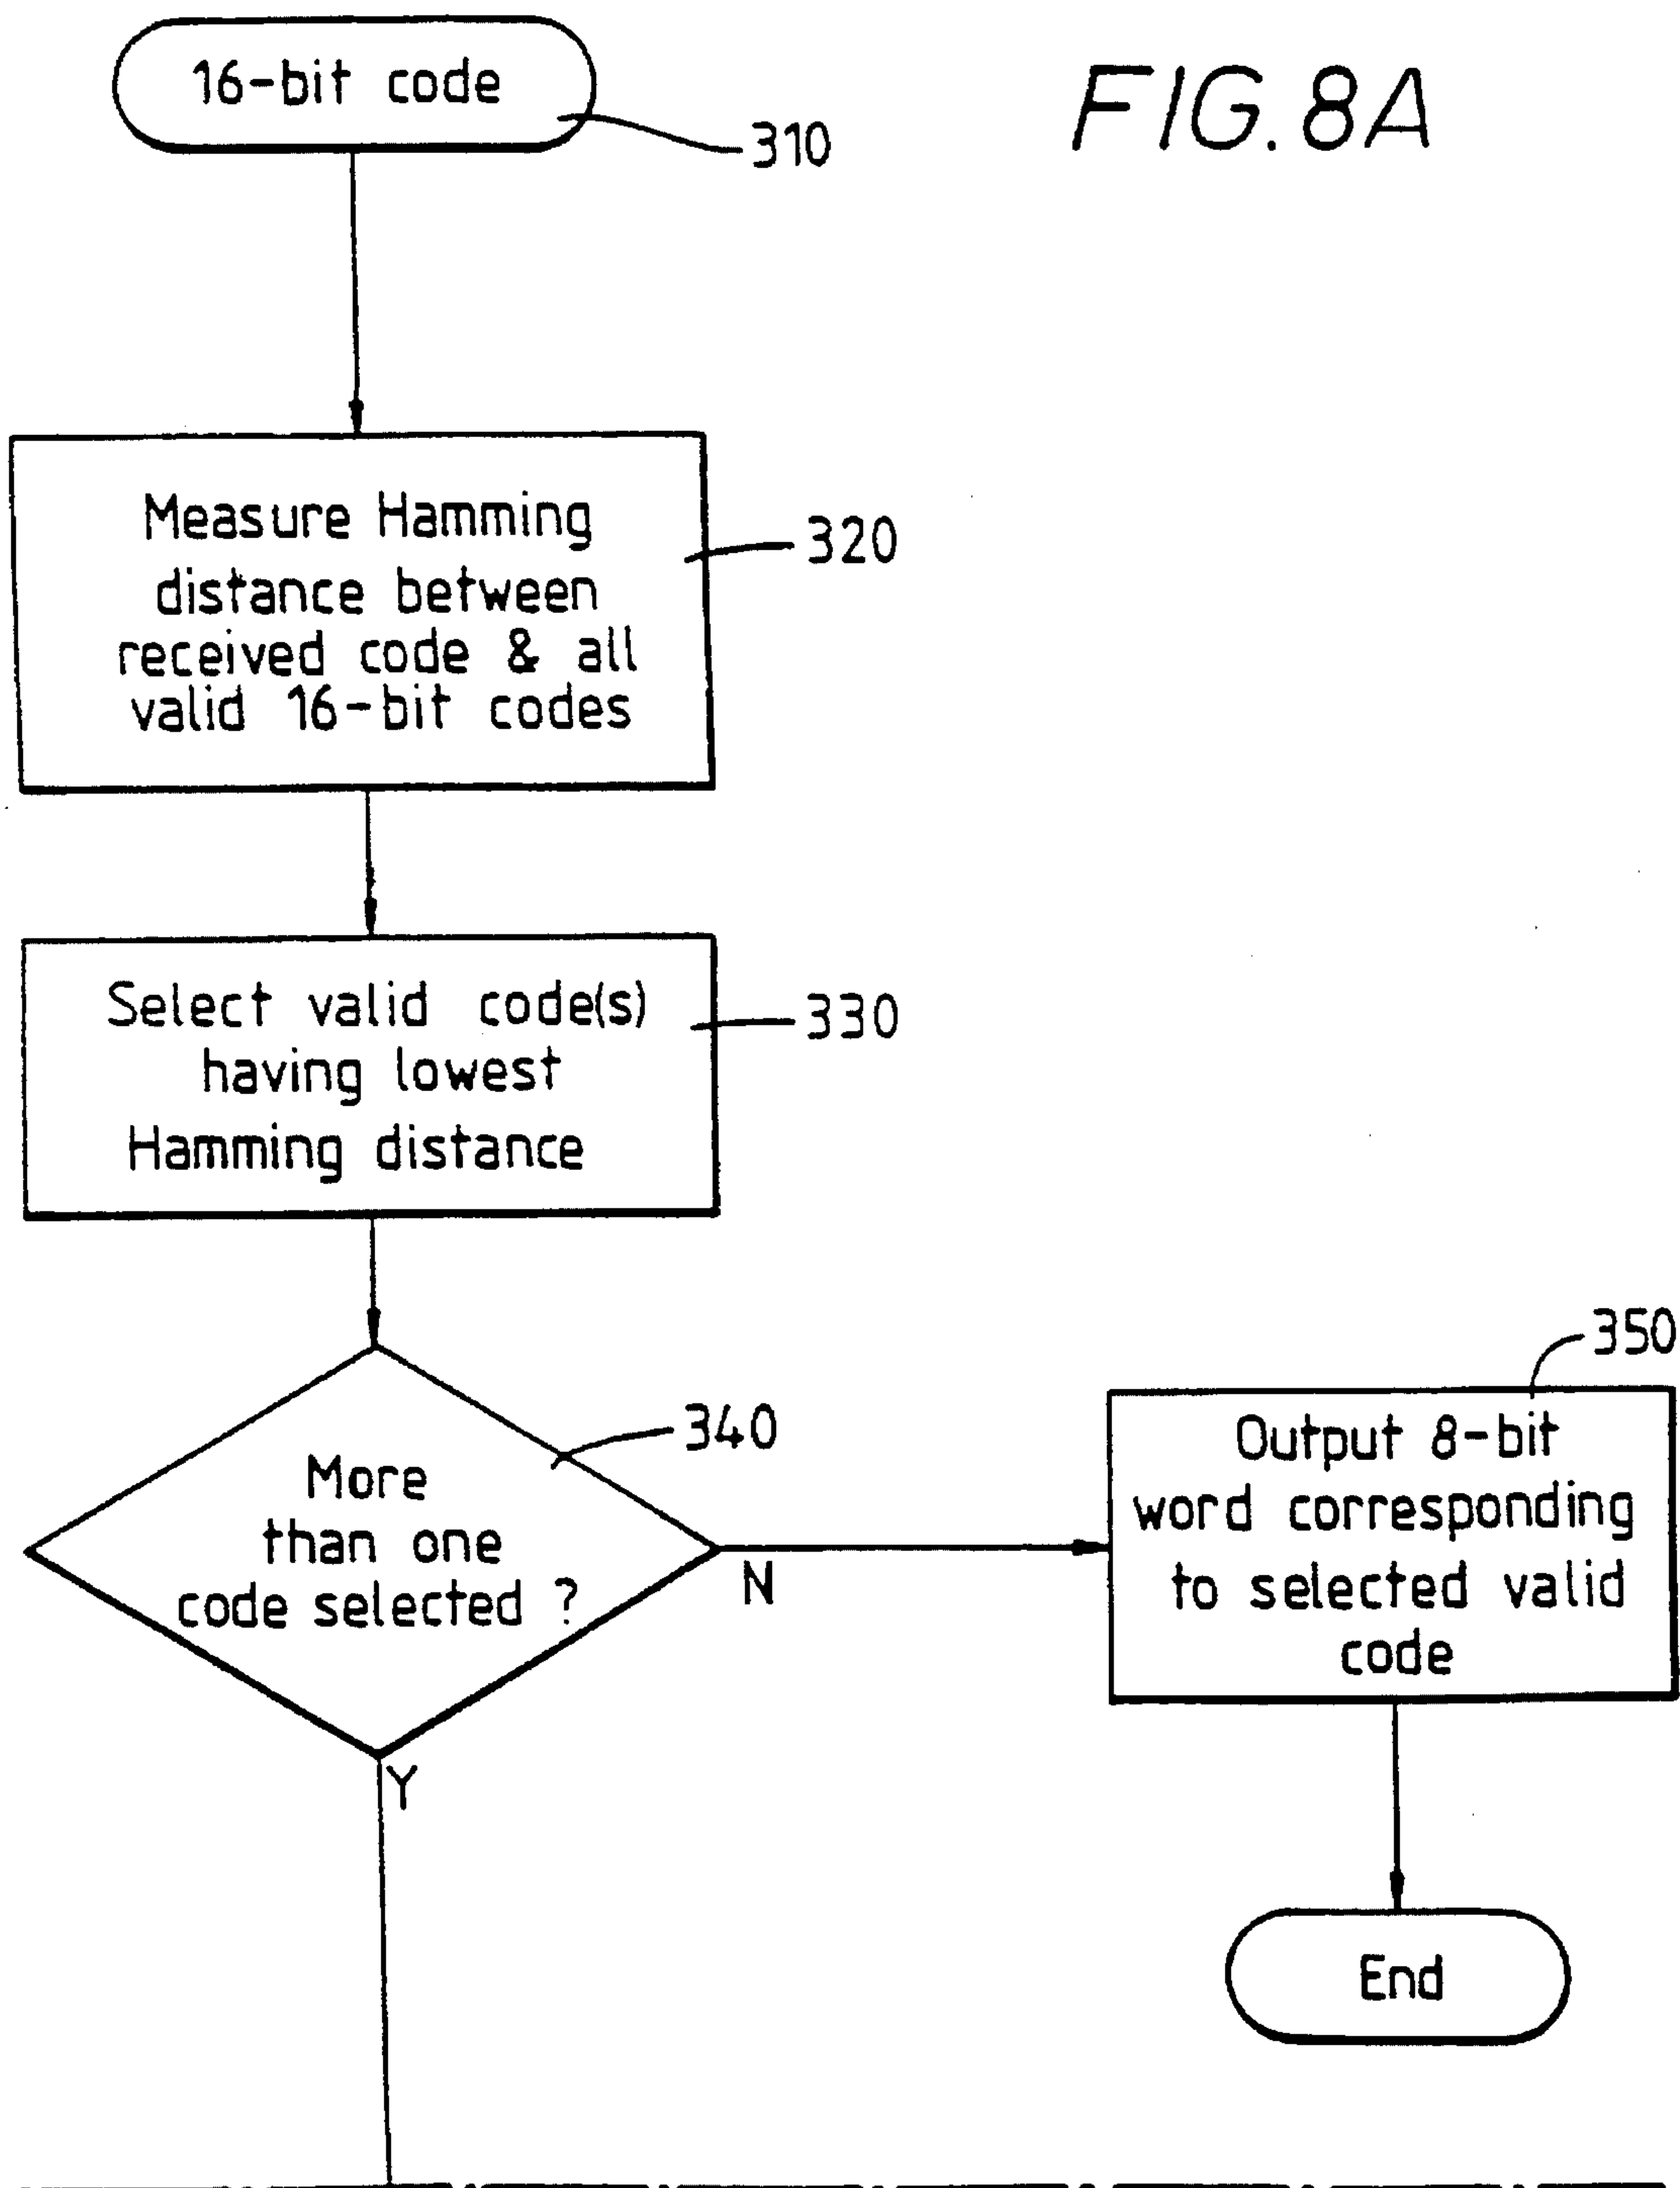 16-bit code
310
FIG. 8A
Measure Hamming
distance between
received code & all
valid 16-bit codes
320
Select valid code(s)
having lowest
Hamming distance
330
More
than one
code selected ?
340
N
Y
350
Output 8-bit
word corresponding
to selected valid
code
End